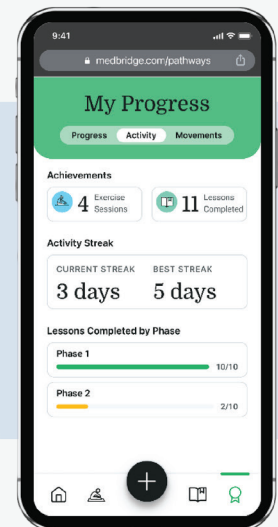 9:41
medbridge.com/pathways
My Progress
Progress Activity Movements
Achievements
4 Exercise Sessions
11 Lessons Completed
Activity Streak
CURRENT STREAK BEST STREAK
3 days 5 days
Lessons Completed by Phase
Phase 1
10/10
Phase 2
2/10